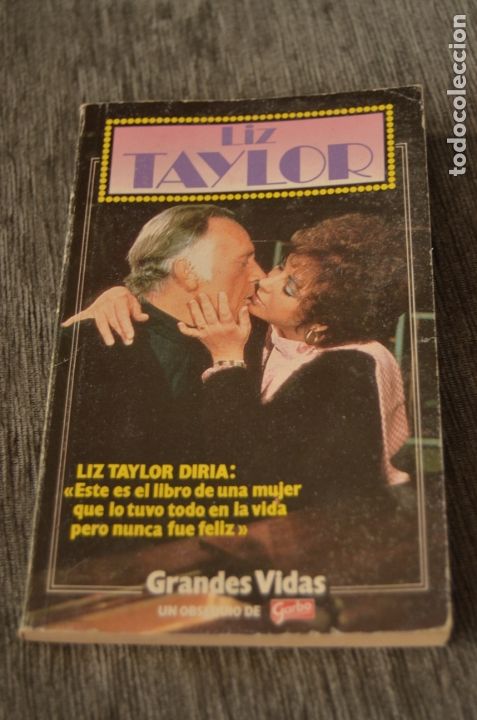 Liz
TAYLOR
LIZ TAYLOR DIRIA:
«Este es el libro de una mujer
que lo tuvo todo en la vida
pero nunca fue feliz»
Grandes Vidas
UN OBSEQUIO DE Garbo
todocoleccion